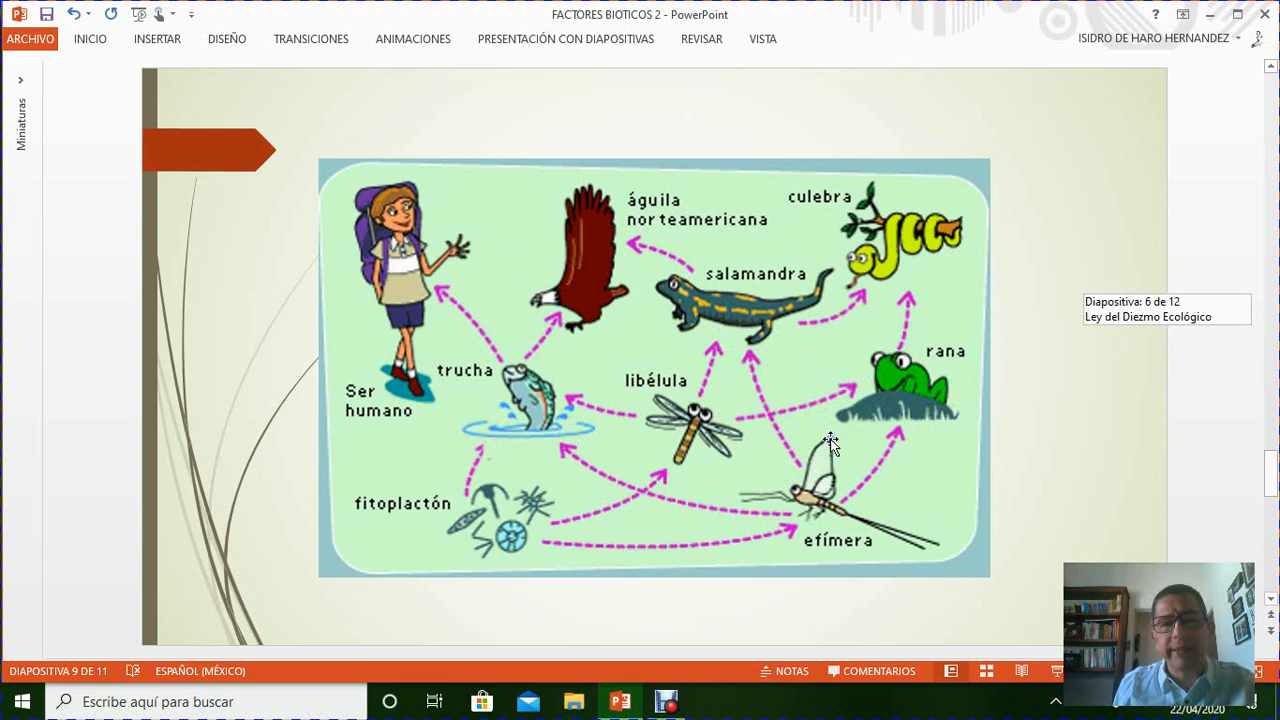 FACTORES BIOTICOS 2 - PowerPoint
ARCHIVO INICIO INSERTAR DISEÑO TRANSICIONES ANIMACIONES PRESENTACIÓN CON DIAPOSITIVAS REVISAR VISTA
ISIDRO DE HARO HERNANDEZ
Miniaturas
águila
norteamericana
culebra
salamandra
Diapositiva: 6 de 12
Ley del Diezmo Ecológico
rana
trucha
libélula
Ser
humano
fitoplactón
efímera
DIAPOSITIVA 9 DE 11
ESPAÑOL (MÉXICO)
NOTAS
COMENTARIOS
Escribe aquí para buscar
22/04/2020